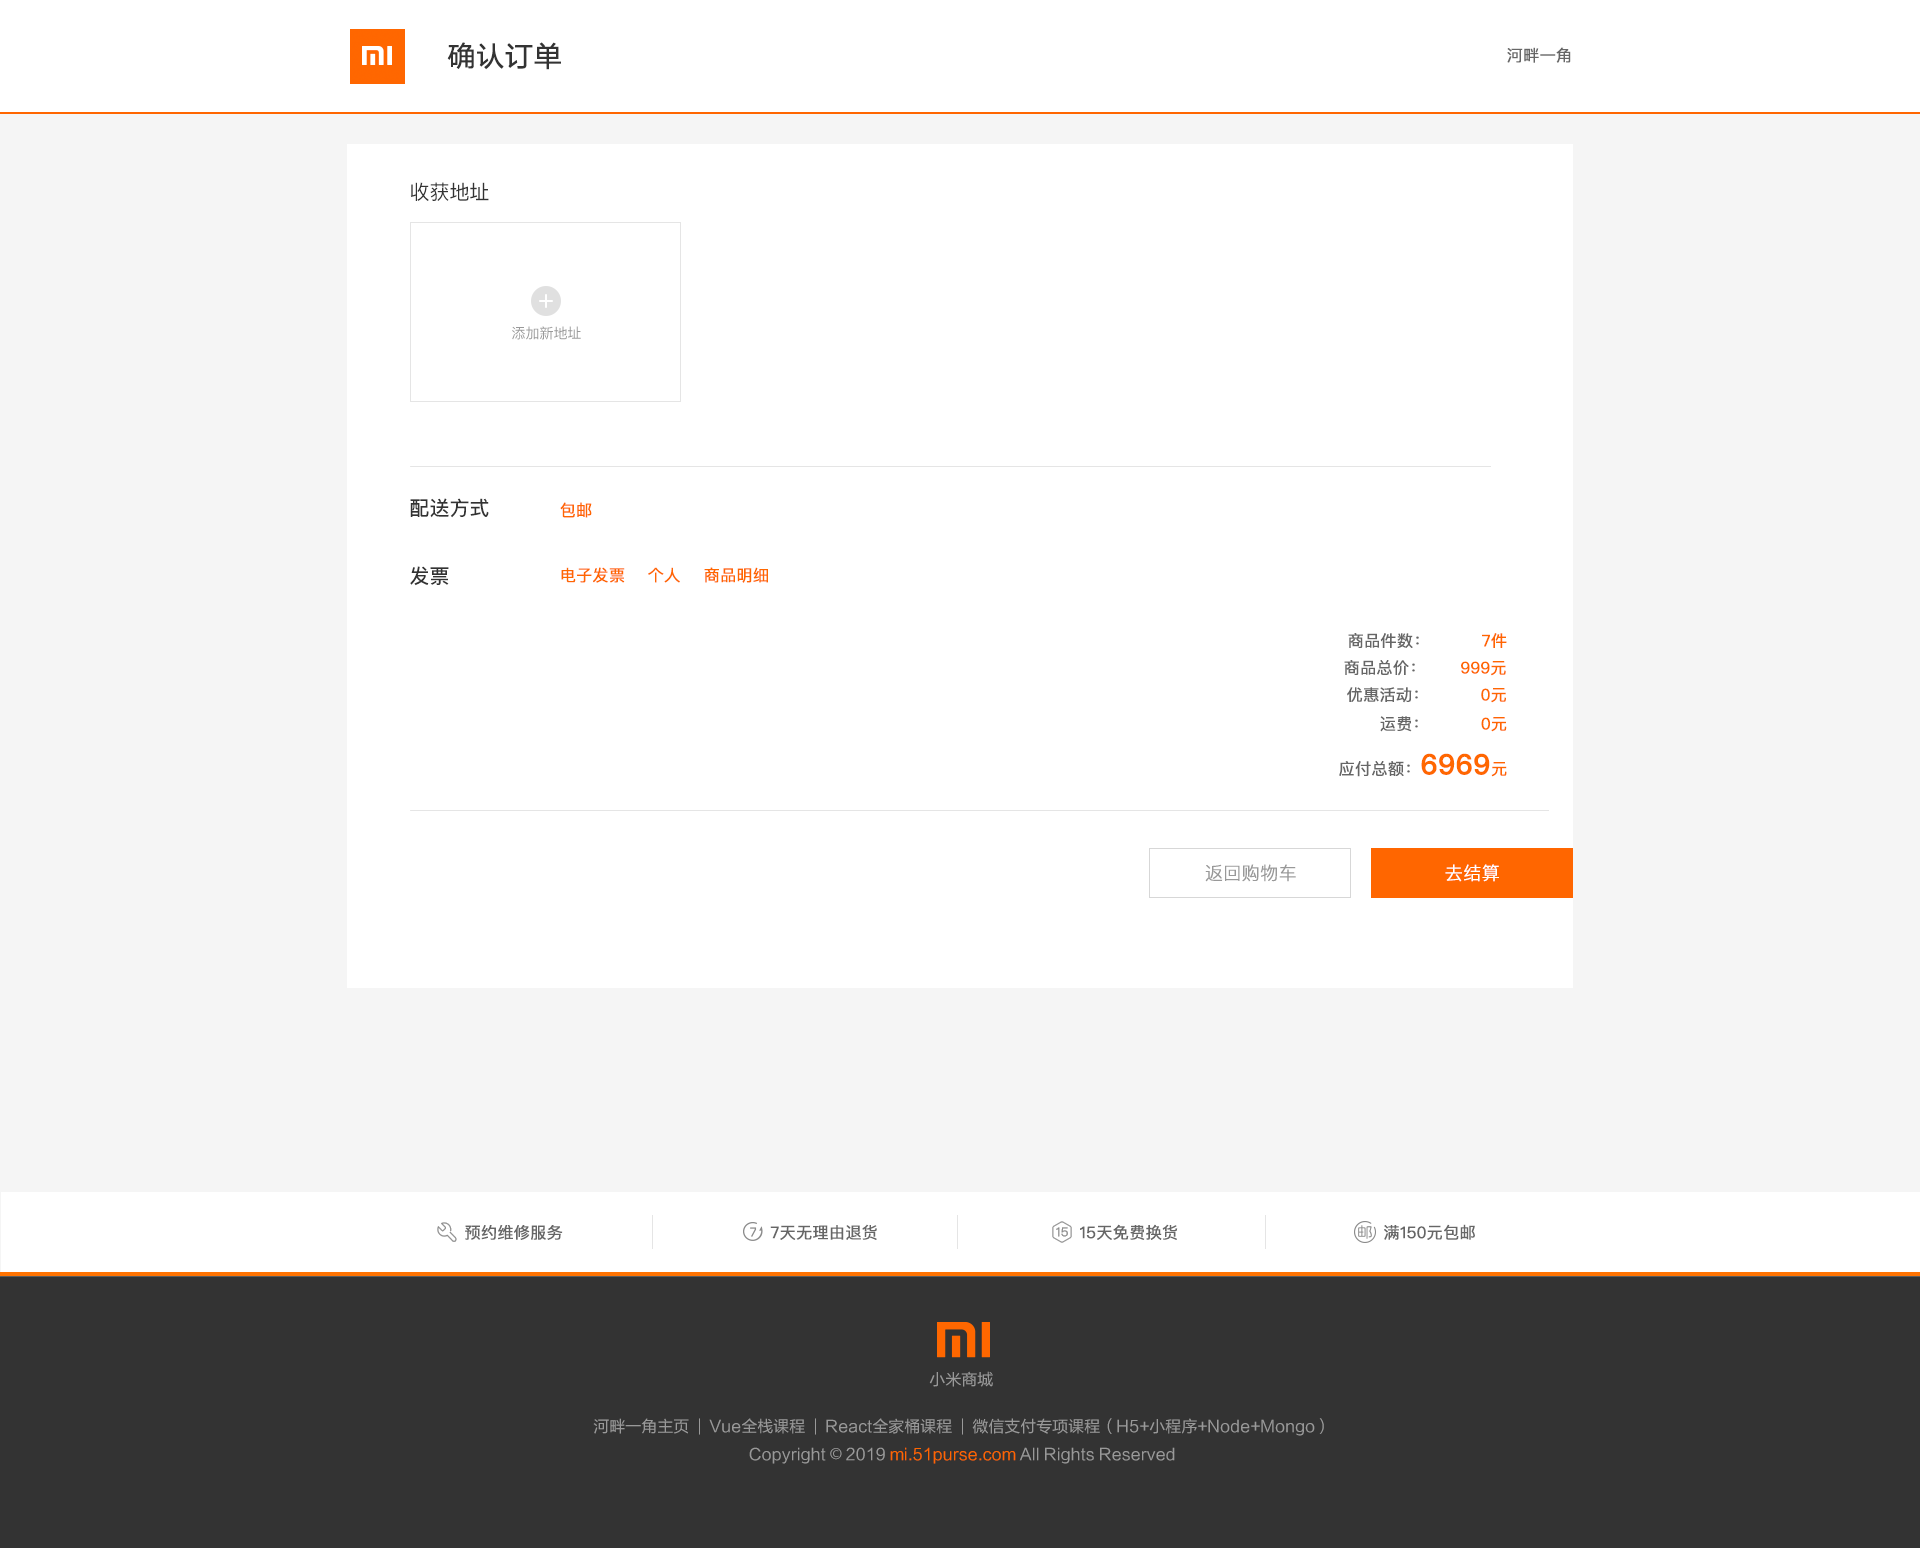 确认订单
河畔一角
收获地址
添加新地址
配送方式 包邮
发票 电子发票 个人 商品明细
商品件数： 7件
商品总价： 999元
优惠活动： 0元
运费： 0元
应付总额：6969元
返回购物车 去结算
预约维修服务 7天无理由退货 15天免费换货 满150元包邮
小米商城
河畔一角主页 | Vue全栈课程 | React全家桶课程 | 微信支付专项课程（H5+小程序+Node+Mongo）
Copyright © 2019 mi.51purse.com All Rights Reserved